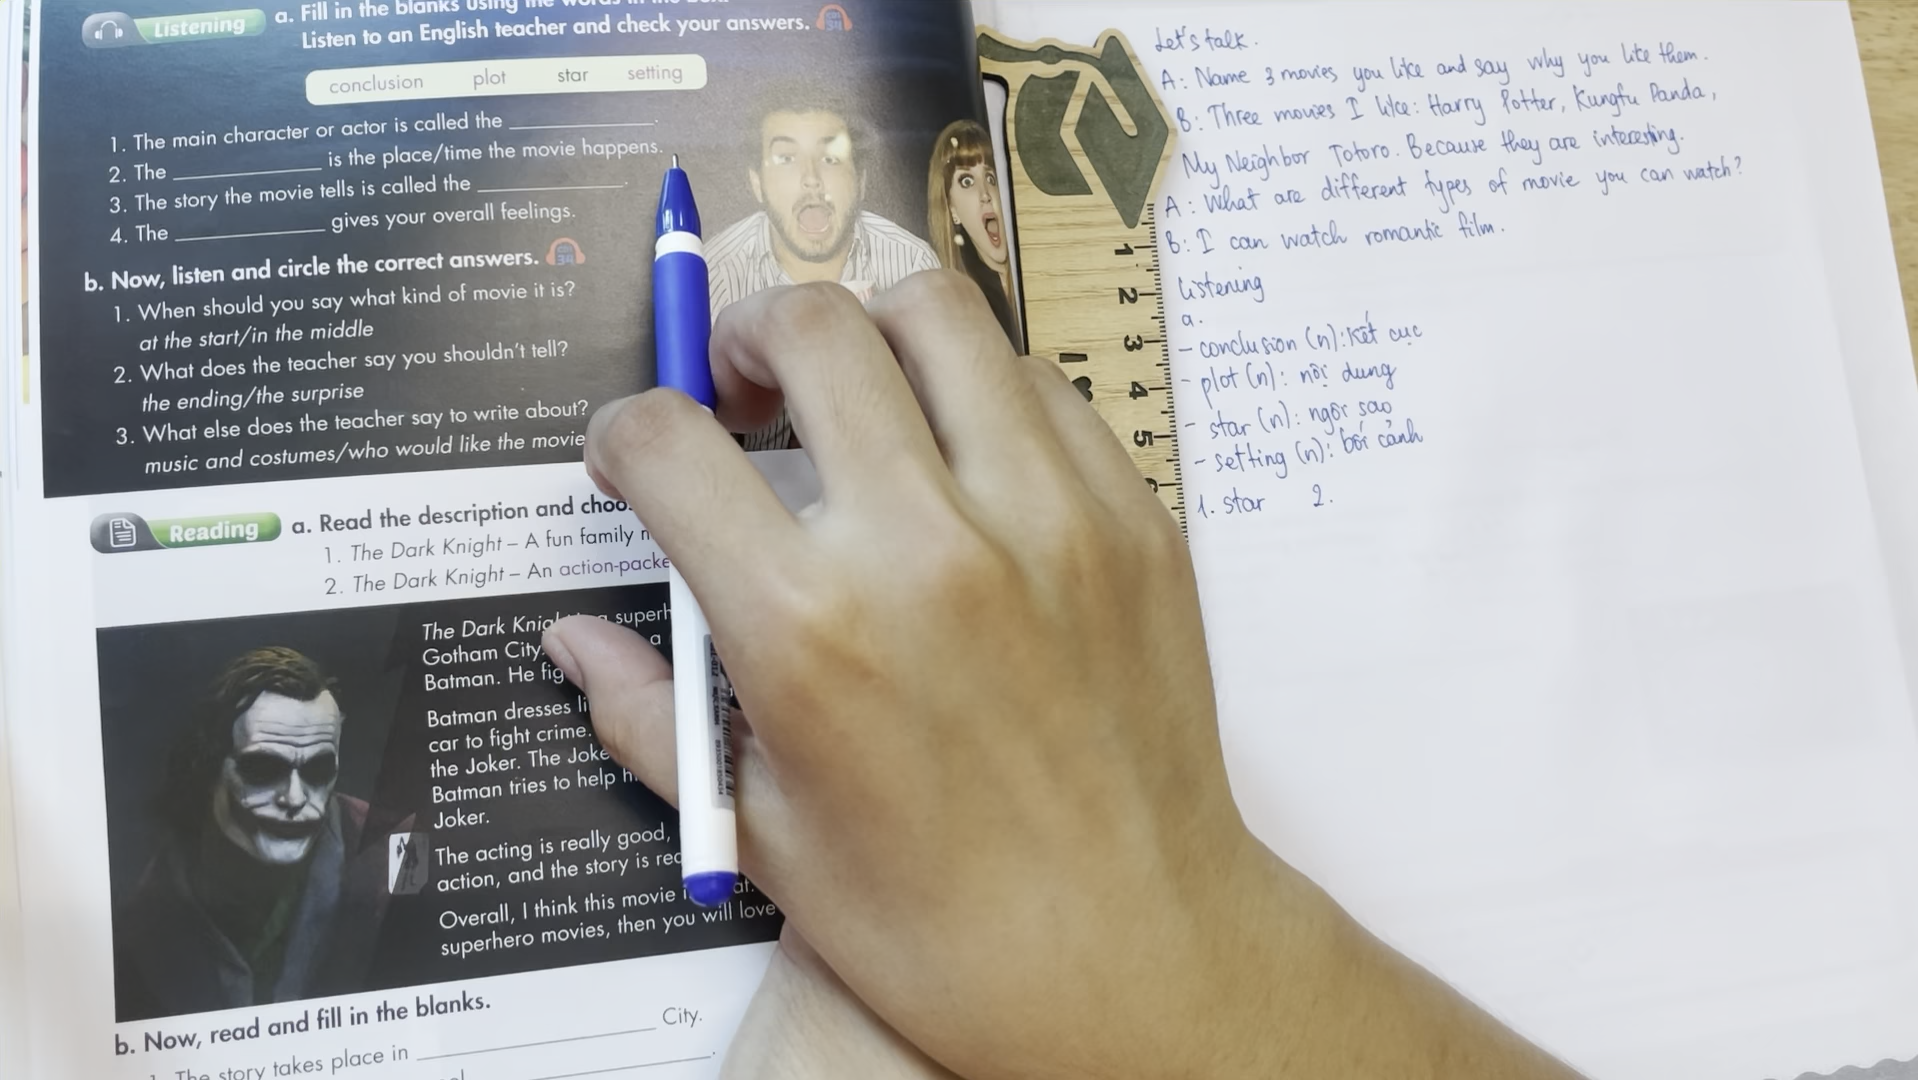 Listening
a. Fill in the blanks using the words in the
Listen to an English teacher and check your answers.
34
conclusion plot star setting
1. The main character or actor is called the ____________.
2. The ____________ is the place/time the movie happens.
3. The story the movie tells is called the ____________.
4. The ____________ gives your overall feelings.
b. Now, listen and circle the correct answers.
34
1. When should you say what kind of movie it is?
at the start/in the middle
2. What does the teacher say you shouldn't tell?
the ending/the surprise
3. What else does the teacher say to write about?
music and costumes/who would like the movie
Reading
a. Read the description and
1. The Dark Knight – A fun family
2. The Dark Knight – An
The Dark
Gotham City.
a
Batman. He
Batman dresses
car to fight crime.
the Joker. The
Batman tries to help
Joker.
The acting is really good,
action, and the story is
Overall, I think this movie
superhero movies, then you will love
b. Now, read and fill in the blanks.
The story takes place in ____________ City.
1
2
3
4
5
Let's talk.
A: Name 3 movies you like and say why you like them.
B: Three movies I like: Harry Potter, Kungfu Panda,
My Neighbor Totoro. Because they are interesting.
A: What are different types of movie you can watch?
B: I can watch romantic film.
Listening
a.
- conclusion (n): kết cục
- plot (n): nội dung
- star (n): ngôi sao
- setting (n): bối cảnh
1. star 2.